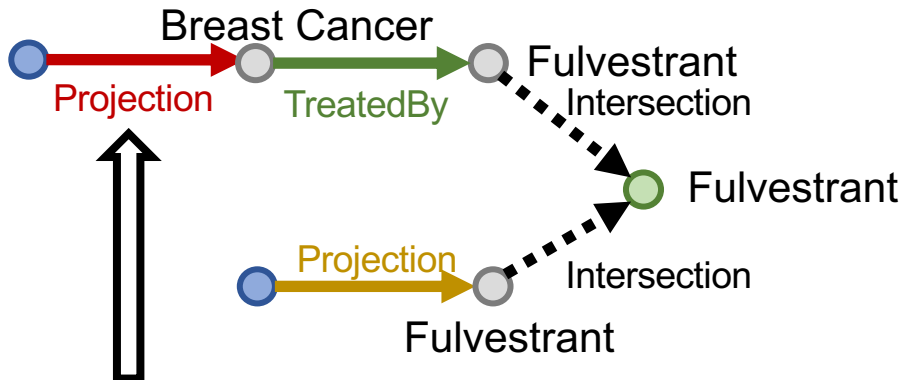 Breast Cancer
Projection
TreatedBy
Fulvestrant
Intersection
Fulvestrant
Projection
Intersection
Fulvestrant